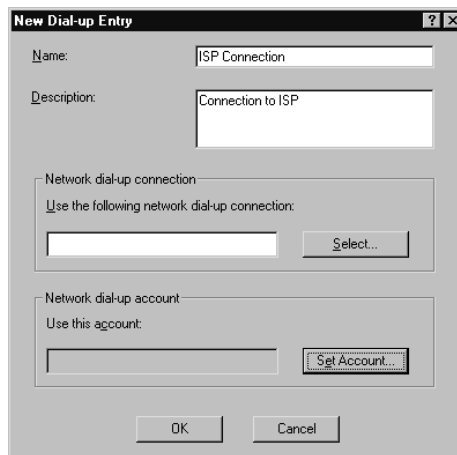 New Dial-up Entry
Name:
ISP Connection
Description:
Connection to ISP
Network dial-up connection
Use the following network dial-up connection:
Select...
Network dial-up account
Use this account:
Set Account...
OK
Cancel